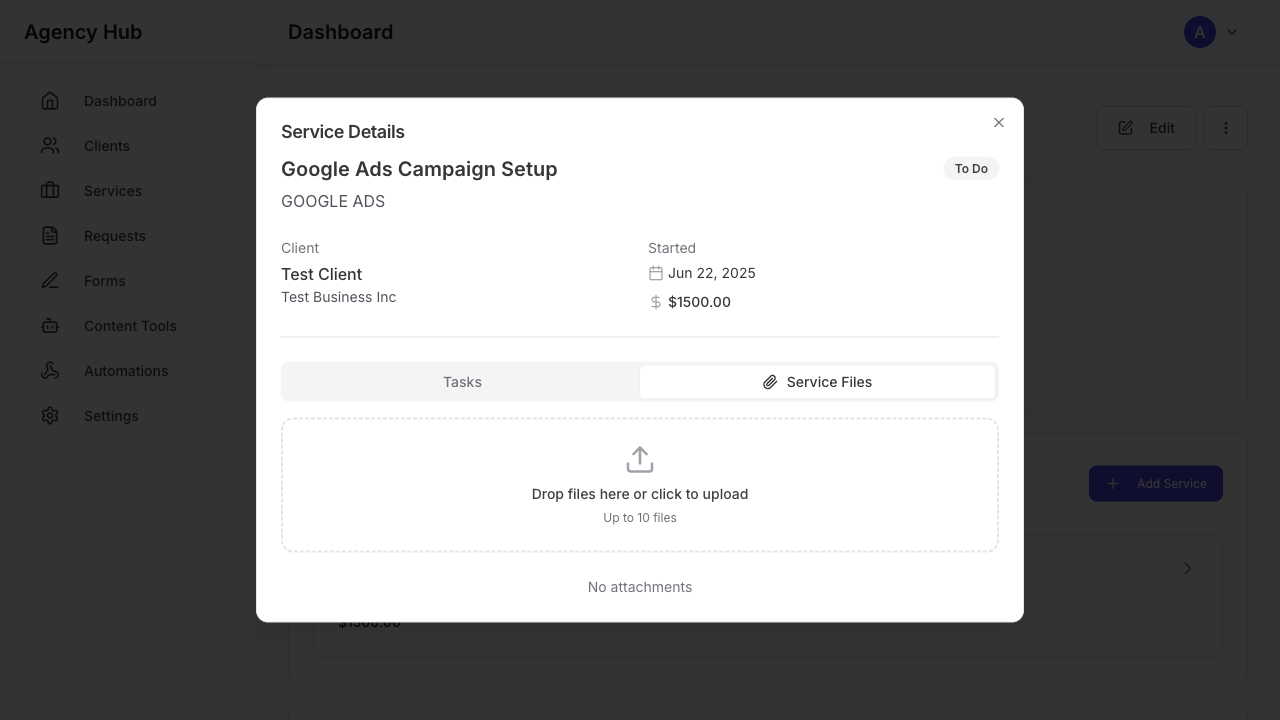 Agency Hub
Dashboard
A
Dashboard
Clients
Services
Requests
Forms
Content Tools
Automations
Settings
Edit
Service Details
Google Ads Campaign Setup
To Do
GOOGLE ADS
Client
Started
Test Client
Jun 22, 2025
Test Business Inc
$1500.00
Tasks
Service Files
Drop files here or click to upload
Up to 10 files
No attachments
Add Service
$1500.00